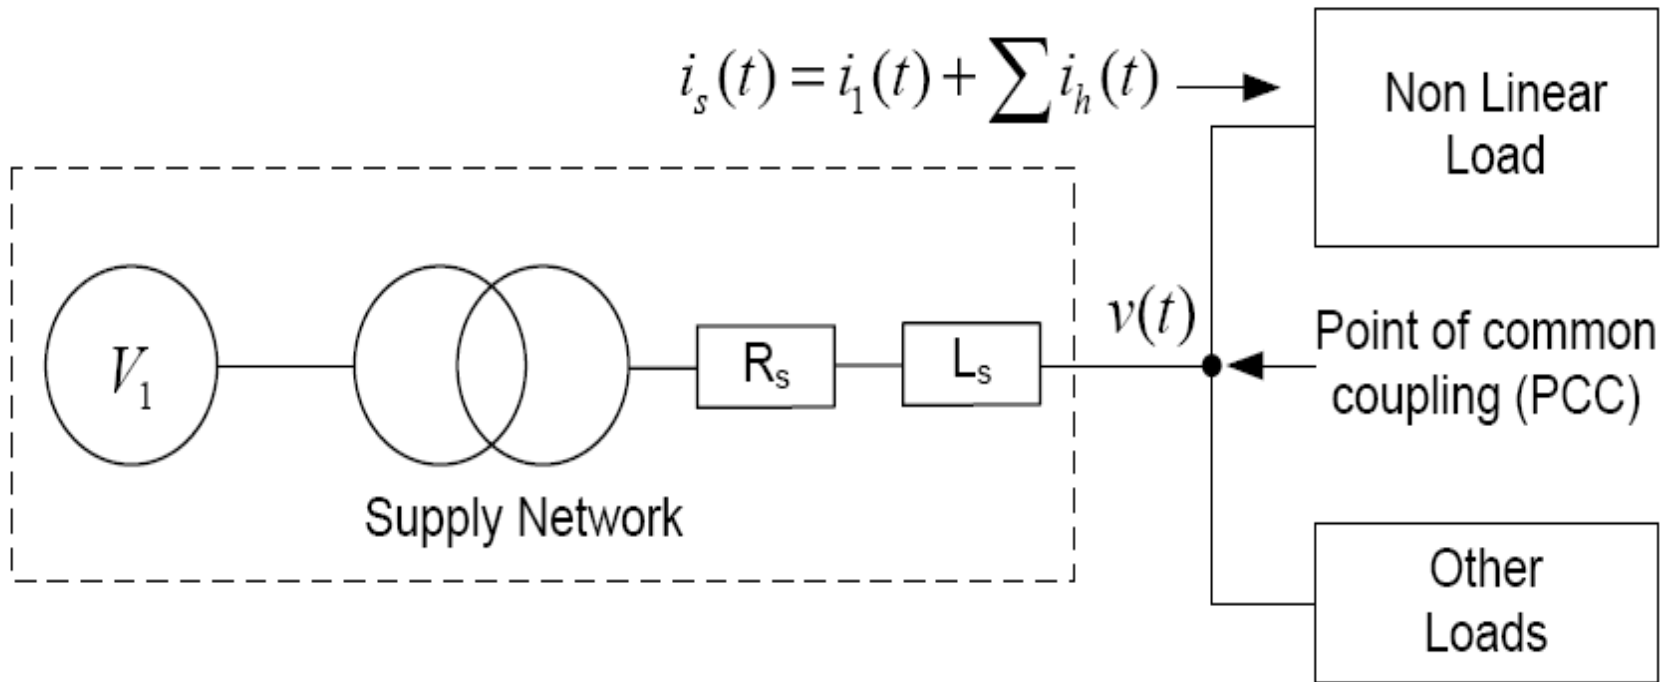 i_s(t) = i_1(t) + ∑ i_h(t)
Non Linear
Load
V_1
R_s
L_s
v(t)
Point of common
coupling (PCC)
Supply Network
Other
Loads